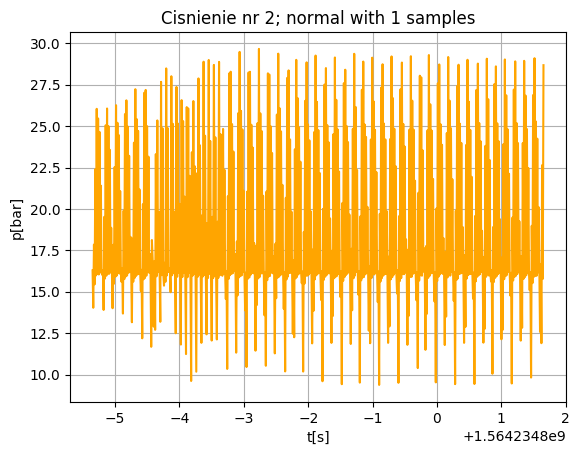 Cisnienie nr 2; normal with 1 samples
30.0
27.5
25.0
22.5
20.0
17.5
15.0
12.5
10.0
p[bar]
−5 −4 −3 −2 −1 0 1 2
t[s]
+1.5642348e9